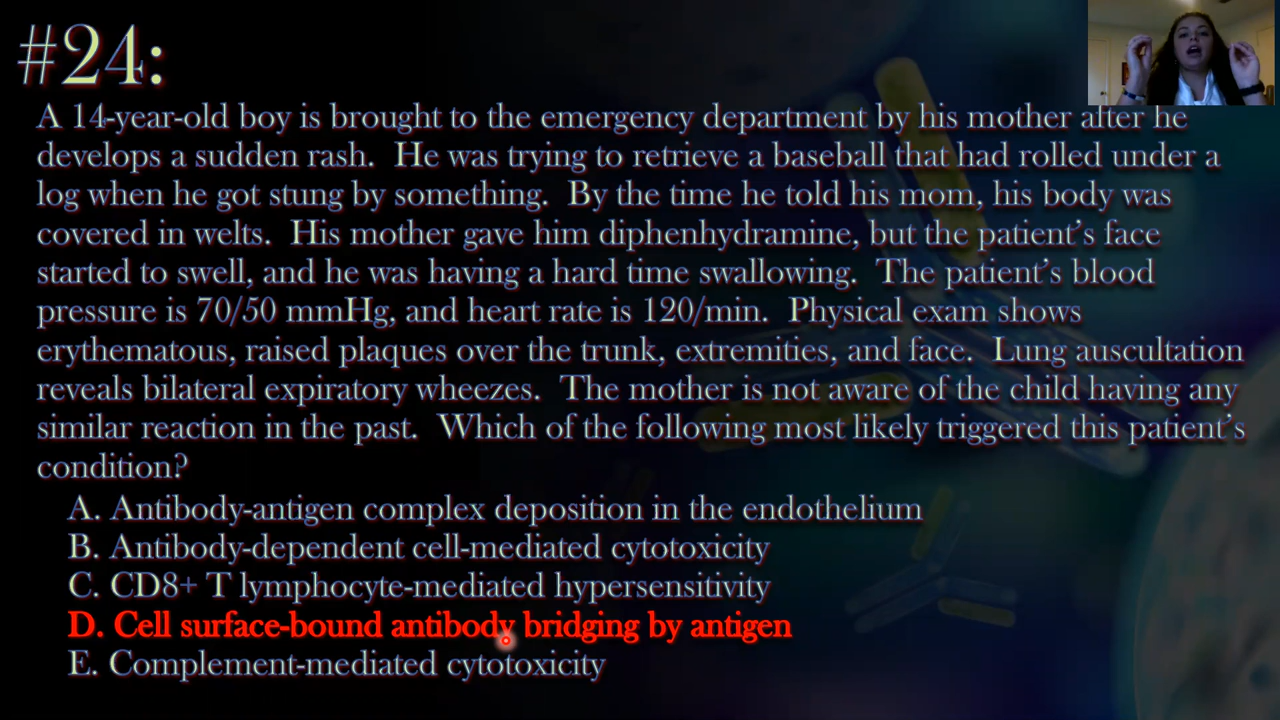 #24:
A 14-year-old boy is brought to the emergency department by his mother after he
develops a sudden rash. He was trying to retrieve a baseball that had rolled under a
log when he got stung by something. By the time he told his mom, his body was
covered in welts. His mother gave him diphenhydramine, but the patient's face
started to swell, and he was having a hard time swallowing. The patient's blood
pressure is 70/50 mmHg, and heart rate is 120/min. Physical exam shows
erythematous, raised plaques over the trunk, extremities, and face. Lung auscultation
reveals bilateral expiratory wheezes. The mother is not aware of the child having any
similar reaction in the past. Which of the following most likely triggered this patient's
condition?
A. Antibody-antigen complex deposition in the endothelium
B. Antibody-dependent cell-mediated cytotoxicity
C. CD8+ T lymphocyte-mediated hypersensitivity
D. Cell surface-bound antibody bridging by antigen
E. Complement-mediated cytotoxicity